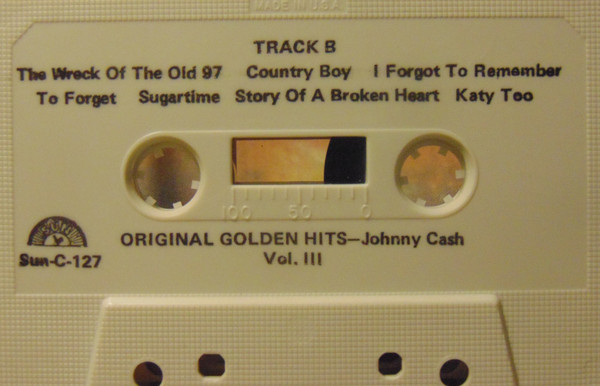 MADE IN U.S.A.
TRACK B
The Wreck Of The Old 97 Country Boy I Forgot To Remember
To Forget Sugartime Story Of A Broken Heart Katy Too
100 50 0
SUN
ORIGINAL GOLDEN HITS—Johnny Cash
Sun-C-127 Vol. III